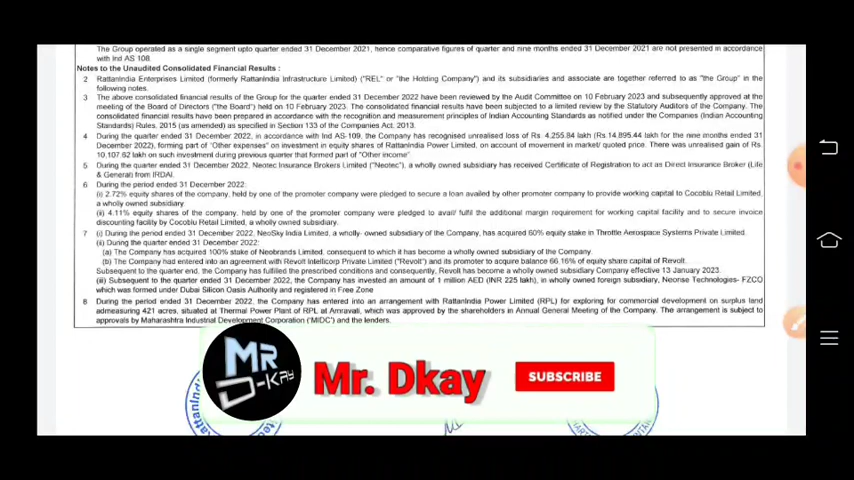 The Group operated as a single segment upto quarter ended 31 December 2021, hence comparative figures of quarter and nine months ended 31 December 2021 are not presented in accordance
with Ind AS 108.
Notes to the Unaudited Consolidated Financial Results :
2 RattanIndia Enterprises Limited (formerly RattanIndia Infrastructure Limited) ("REL" or "the Holding Company") and its subsidiaries and associate are together referred to as "the Group" in the
following notes.
3 The above consolidated financial results of the Group for the quarter ended 31 December 2022 have been reviewed by the Audit Committee on 10 February 2023 and subsequently approved at the
meeting of the Board of Directors ("the Board") held on 10 February 2023. The consolidated financial results have been subjected to a limited review by the Statutory Auditors of the Company. The
consolidated financial results have been prepared in accordance with the recognition and measurement principles of Indian Accounting Standards as notified under the Companies (Indian Accounting
Standards) Rules, 2015 (as amended) as specified in Section 133 of the Companies Act, 2013.
4 During the quarter ended 31 December 2022, in accordance with Ind AS-109, the Company has recognised unrealised loss of Rs. 4,255.84 lakh (Rs.14,895.44 lakh for the nine months ended 31
December 2022), forming part of "Other expenses" on investment in equity shares of RattanIndia Power Limited, on account of movement in market/ quoted price. There was unrealised gain of Rs.
10,107.62 lakh on such investment during previous quarter that formed part of "Other income".
5 During the quarter ended 31 December 2022, Neotec Insurance Brokers Limited ("Neotec"), a wholly owned subsidiary has received Certificate of Registration to act as Direct Insurance Broker (Life
& General) from IRDAI.
6 During the period ended 31 December 2022:
(i) 2.72% equity shares of the company, held by one of the promoter company were pledged to secure a loan availed by other promoter company to provide working capital to Cocoblu Retail Limited,
a wholly owned subsidiary.
(ii) 4.11% equity shares of the company, held by one of the promoter company were pledged to avail/ fulfil the additional margin requirement for working capital facility and to secure invoice
discounting facility by Cocoblu Retail Limited, a wholly owned subsidiary.
7 (i) During the period ended 31 December 2022, NeoSky India Limited, a wholly- owned subsidiary of the Company, has acquired 60% equity stake in Throttle Aerospace Systems Private Limited.
(ii) During the quarter ended 31 December 2022:
(a) The Company has acquired 100% stake of Neobrands Limited, consequent to which it has become a wholly owned subsidiary of the Company.
(b) The Company had entered into an agreement with Revolt Intellicorp Private Limited ("Revolt") and its promoter to acquire balance 66.16% of equity share capital of Revolt.
Subsequent to the quarter end, the Company has fulfilled the prescribed conditions and consequently, Revolt has become a wholly owned subsidiary Company effective 13 January 2023.
(iii) Subsequent to the quarter ended 31 December 2022, the Company has invested an amount of 1 million AED (INR 225 lakh), in wholly owned foreign subsidiary, Neonse Technologies- FZCO
which was formed under Dubai Silicon Oasis Authority and registered in Free Zone
8 During the period ended 31 December 2022, the Company has entered into an arrangement with RattanIndia Power Limited (RPL) for exploring for commercial development on surplus land
admeasuring 421 acres, situated at Thermal Power Plant of RPL at Amravati, which was approved by the shareholders in Annual General Meeting of the Company. The arrangement is subject to
approvals by Maharashtra Industrial Development Corporation ('MIDC') and the lenders.
MR
D-KAY
Mr. Dkay
SUBSCRIBE